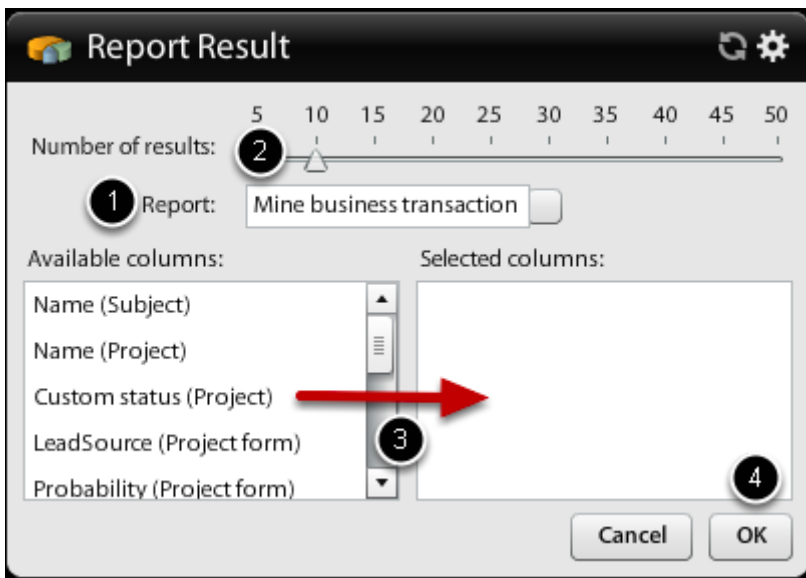 Report Result
5 10 15 20 25 30 35 40 45 50
Number of results: 2
1 Report: Mine business transaction
Available columns: Selected columns:
Name (Subject)
Name (Project)
Custom status (Project)
LeadSource (Project form) 3
Probability (Project form) 4
Cancel OK